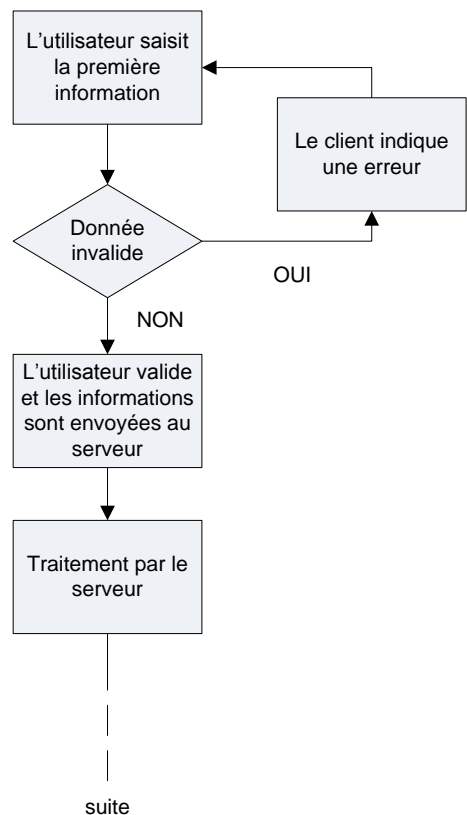 L'utilisateur saisit
la première
information
Le client indique
une erreur
Donnée
invalide
OUI
NON
L'utilisateur valide
et les informations
sont envoyées au
serveur
Traitement par le
serveur
suite